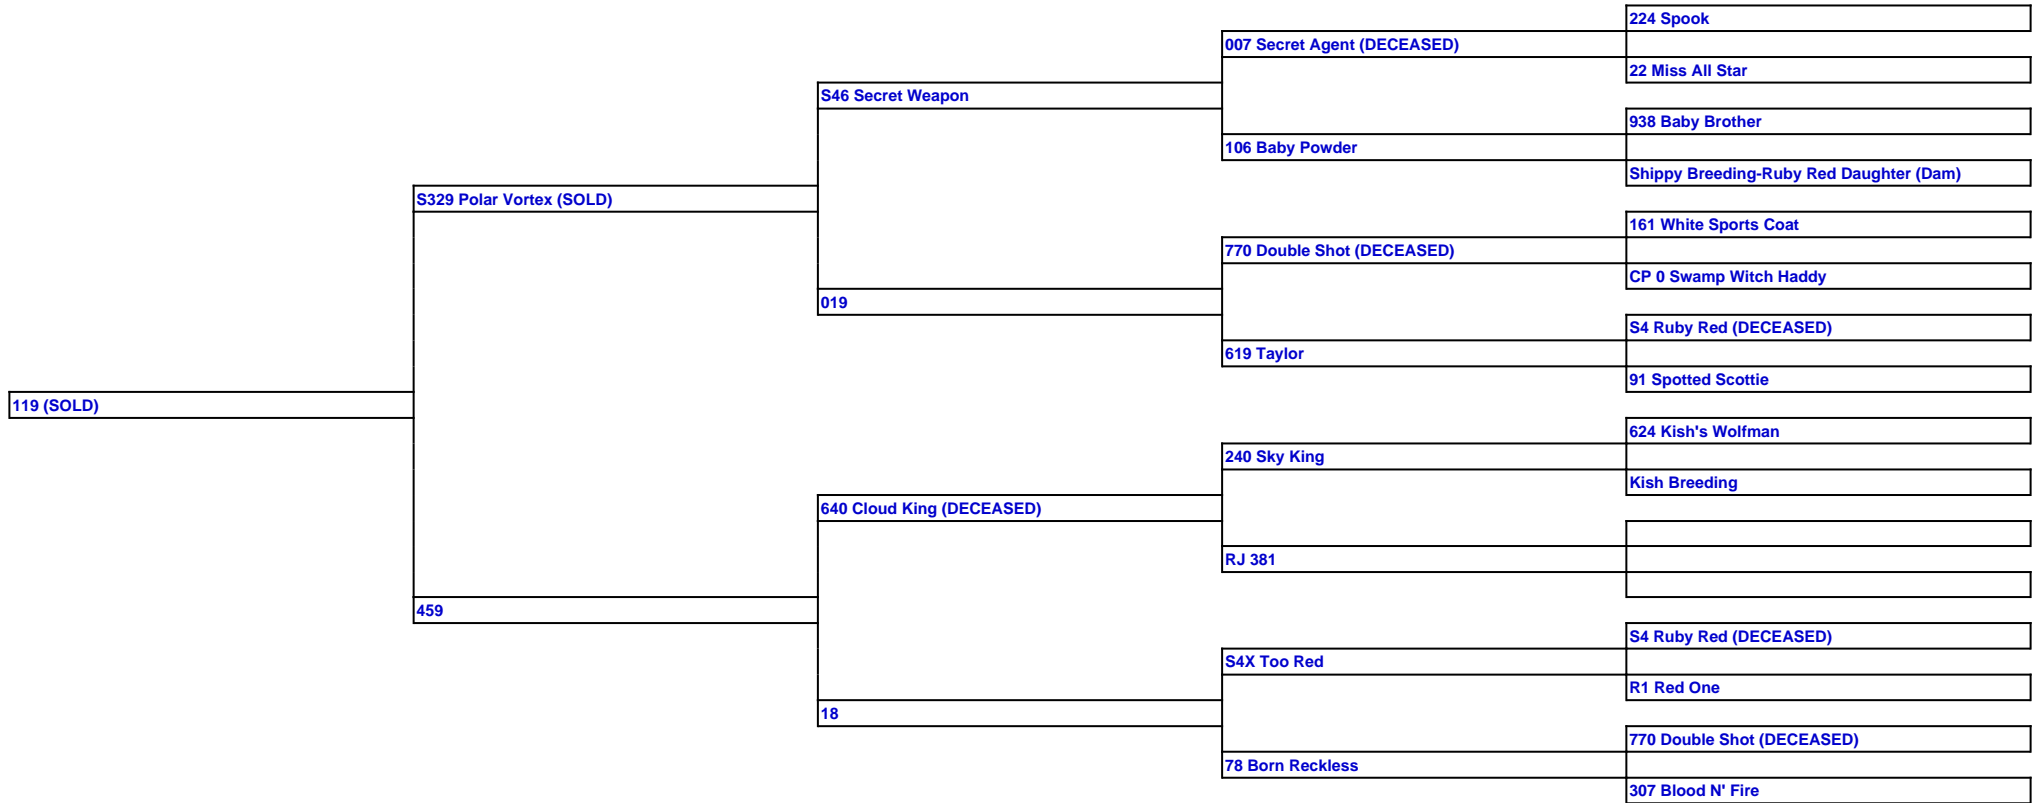 224 Spook
007 Secret Agent (DECEASED)
22 Miss All Star
S46 Secret Weapon
938 Baby Brother
106 Baby Powder
Shippy Breeding-Ruby Red Daughter (Dam)
S329 Polar Vortex (SOLD)
161 White Sports Coat
770 Double Shot (DECEASED)
CP 0 Swamp Witch Haddy
019
S4 Ruby Red (DECEASED)
619 Taylor
91 Spotted Scottie
119 (SOLD)
624 Kish's Wolfman
240 Sky King
Kish Breeding
640 Cloud King (DECEASED)
RJ 381
459
S4 Ruby Red (DECEASED)
S4X Too Red
R1 Red One
18
770 Double Shot (DECEASED)
78 Born Reckless
307 Blood N' Fire